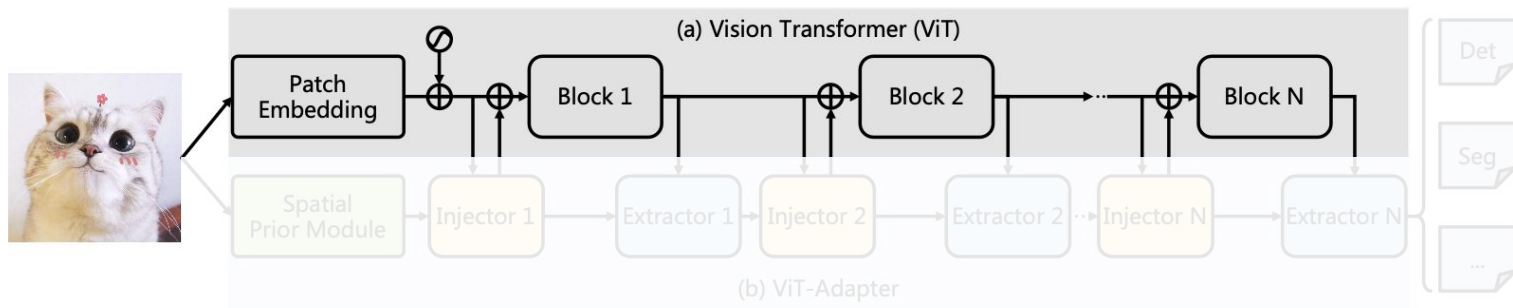 (a) Vision Transformer (ViT)
Patch
Embedding
Block 1
Block 2
Block N
Det
Spatial
Prior Module
Injector 1
Extractor 1
Injector 2
Extractor 2
Injector N
Extractor N
Seg
...
(b) ViT-Adapter